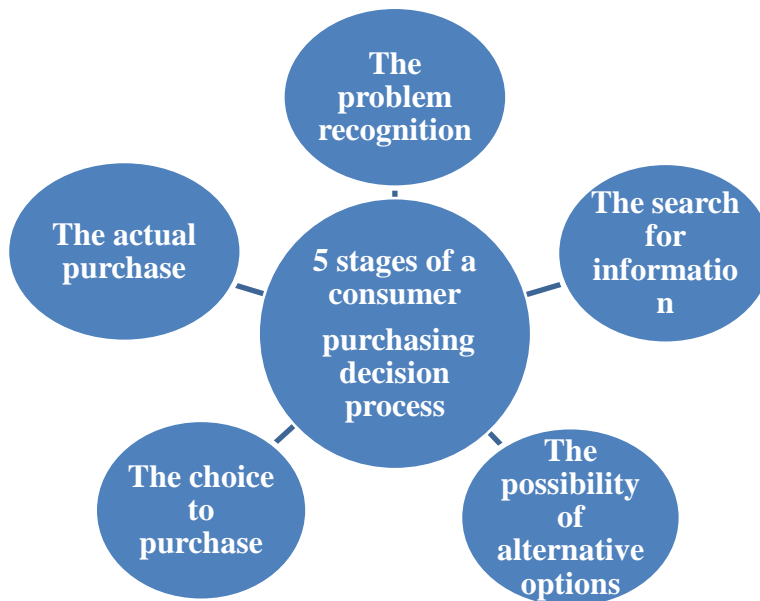 The
problem
recognition
The search
for
informatio
n
The
possibility
of
alternative
options
The choice
to
purchase
The actual
purchase
5 stages of a
consumer
purchasing
decision
process